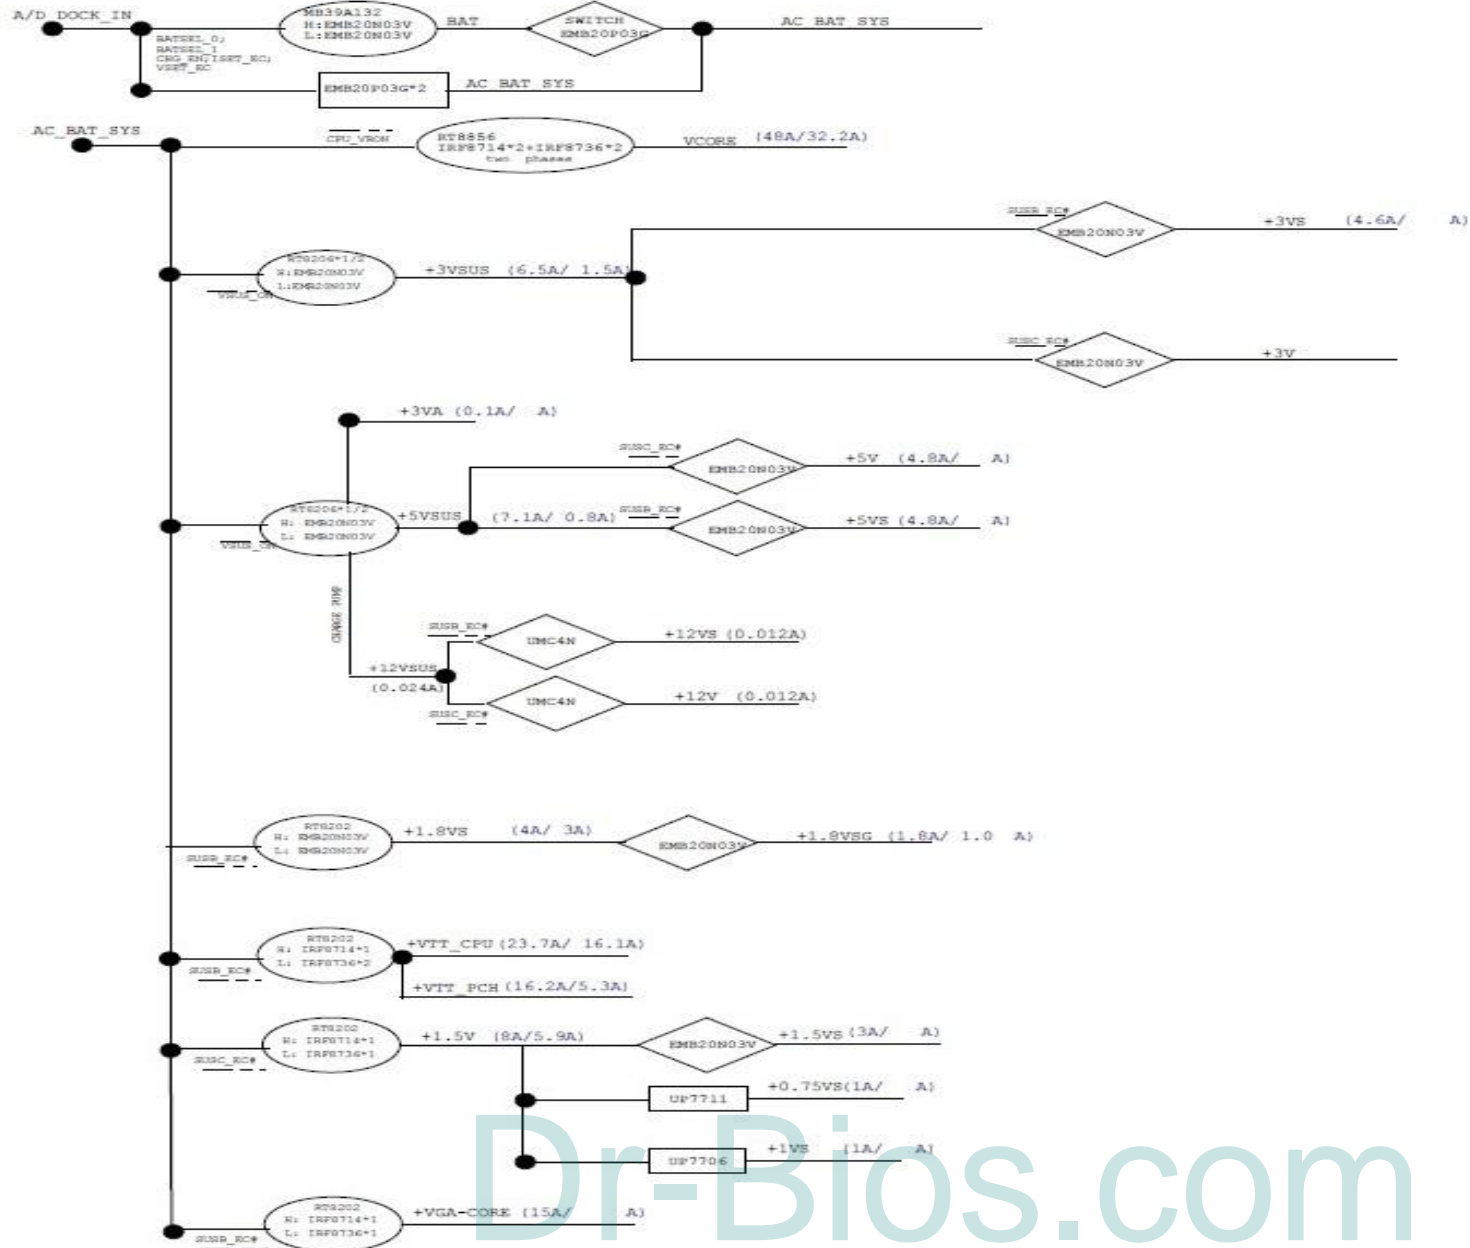 A/D_DOCK_IN
BATSEL_0;
BATSEL_1
CHG_EN;ISET_EC;
VSET_EC
MB39A132
H:EMB20N03V
L:EMB20N03V
BAT
SWITCH
EMB20P03G
AC_BAT_SYS
EMB20P03G*2
AC_BAT_SYS
AC_BAT_SYS
CPU_VRON
RT8856
IRF8714*2+IRF8736*2
two phases
VCORE (48A/32.2A)
SUSB_EC#
EMB20N03V
+3VS (4.6A/ A)
RT8206*1/2
H:EMB20N03V
L:EMB20N03V
VSUS_ON
+3VSUS (6.5A/ 1.5A)
SUSC_EC#
EMB20N03V
+3V
+3VA (0.1A/ A)
SUSC_EC#
EMB20N03V
+5V (4.8A/ A)
RT8206*1/2
H: EMB20N03V
L: EMB20N03V
VSUS_ON
+5VSUS (7.1A/ 0.8A)
SUSB_EC#
EMB20N03V
+5VS (4.8A/ A)
CHARGE PUMP
SUSB_EC#
UMC4N
+12VS (0.012A)
+12VSUS
(0.024A)
UMC4N
+12V (0.012A)
SUSC_EC#
RT8202
H: EMB20N03V
L: EMB20N03V
SUSB_EC#
+1.8VS (4A/ 3A)
EMB20N03V
+1.8VSG (1.8A/ 1.0 A)
RT8202
H: IRF8714*1
L: IRF8736*2
SUSB_EC#
+VTT_CPU (23.7A/ 16.1A)
+VTT_PCH (16.2A/5.3A)
RT8202
H: IRF8714*1
L: IRF8736*1
SUSC_EC#
+1.5V (8A/5.9A)
EMB20N03V
+1.5VS (3A/ A)
UP7711
+0.75VS(1A/ A)
UP7706
+1VS (1A/ A)
RT8202
H: IRF8714*1
L: IRF8736*1
SUSB_EC#
+VGA-CORE (15A/ A)
Dr-Bios.com